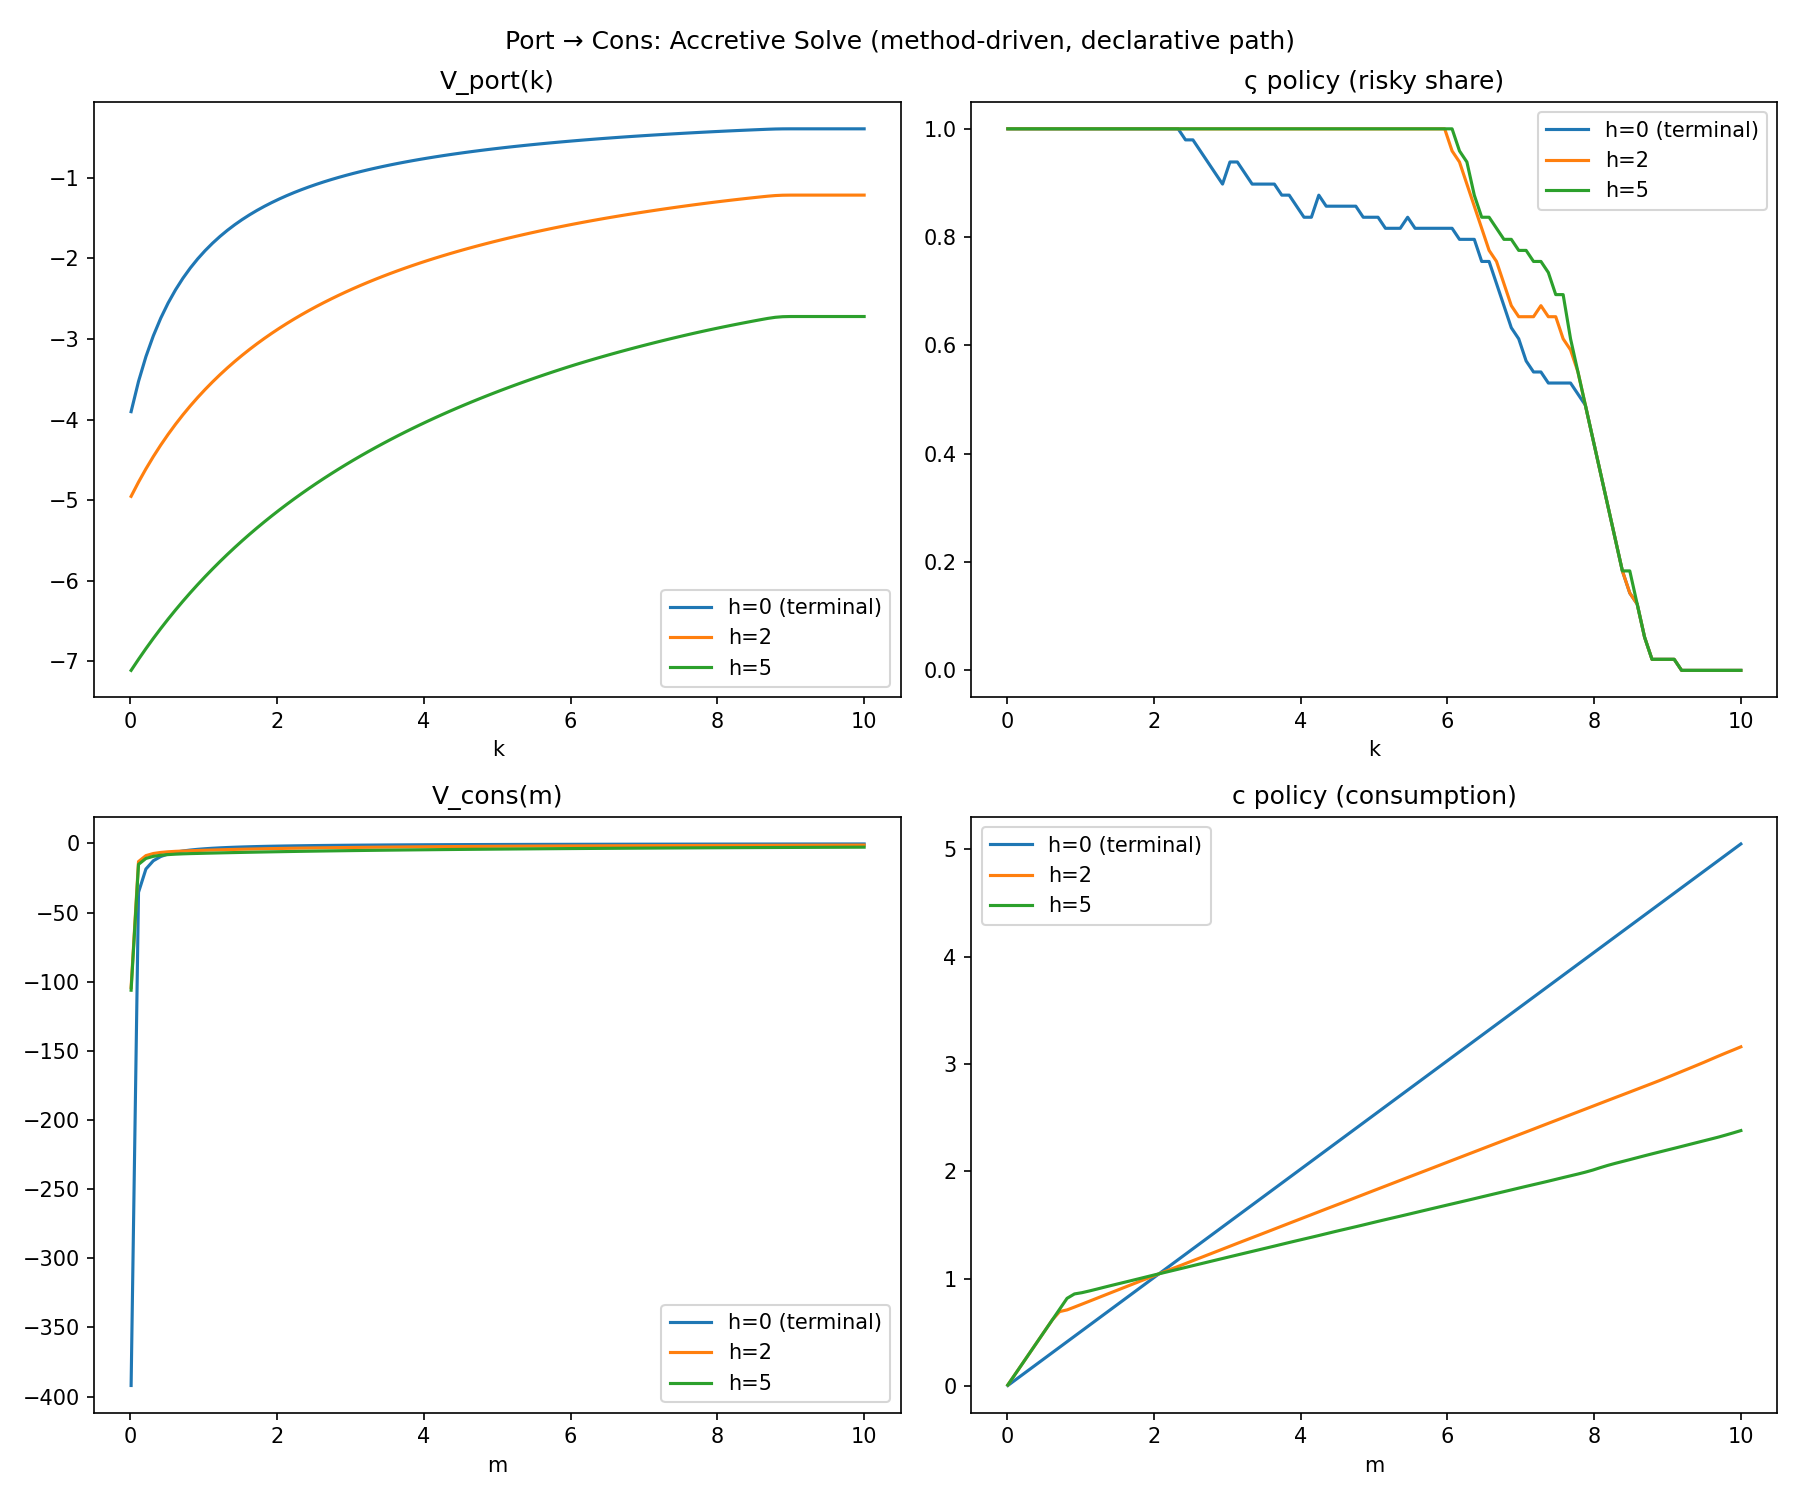 Port → Cons: Accretive Solve (method-driven, declarative path)
V_port(k)
−1
−2
−3
−4
−5
−6
−7
0 2 4 6 8 10
k
h=0 (terminal)
h=2
h=5
ς policy (risky share)
1.0
0.8
0.6
0.4
0.2
0.0
0 2 4 6 8 10
k
h=0 (terminal)
h=2
h=5
V_cons(m)
0
−50
−100
−150
−200
−250
−300
−350
−400
0 2 4 6 8 10
m
h=0 (terminal)
h=2
h=5
c policy (consumption)
5
4
3
2
1
0
0 2 4 6 8 10
m
h=0 (terminal)
h=2
h=5